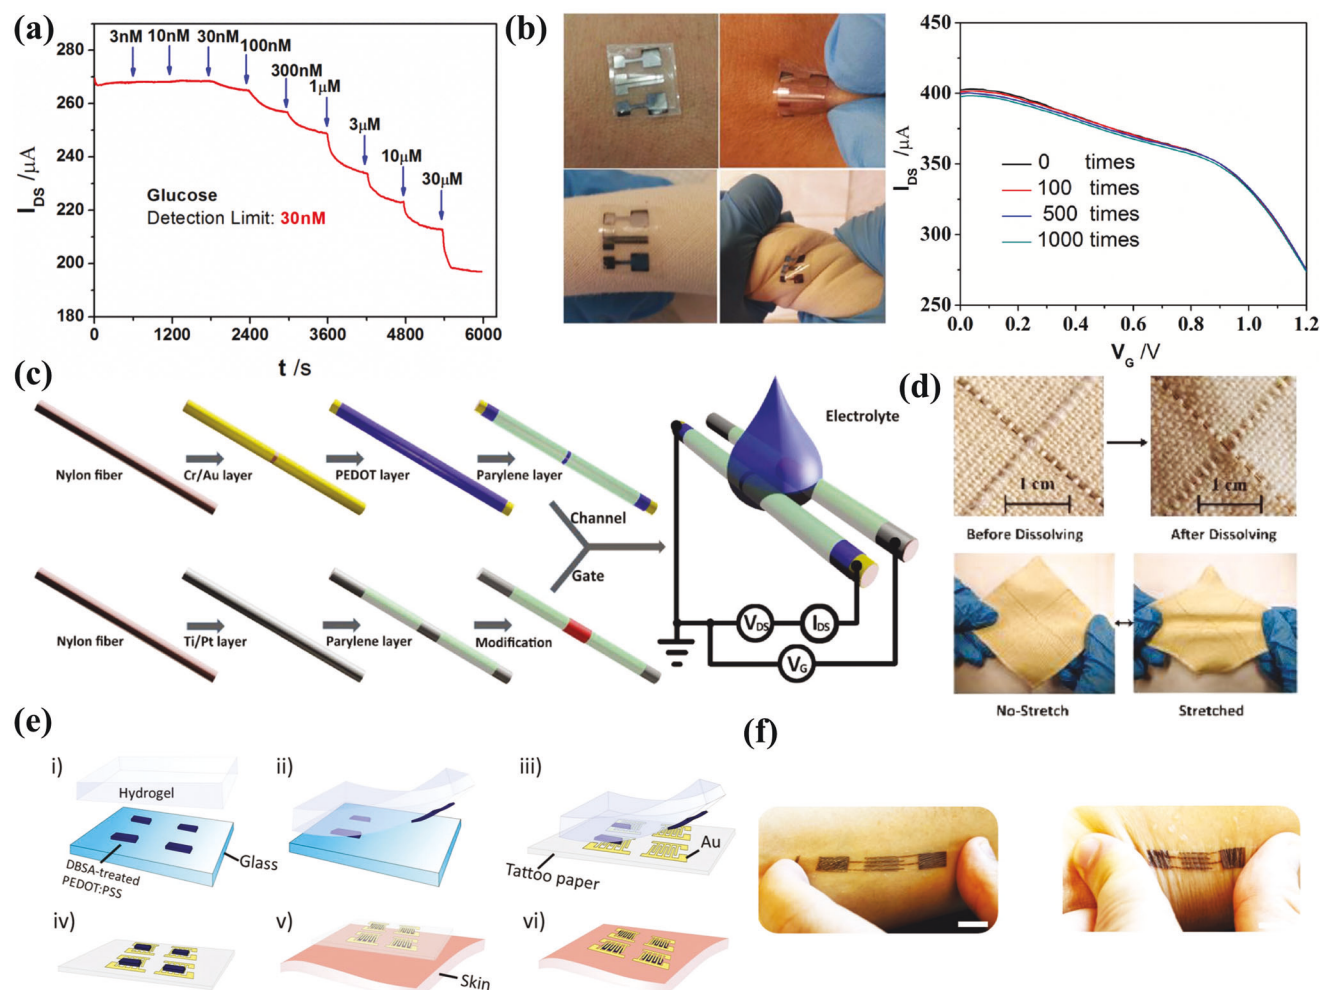 (a)
280
260
240
220
200
180
I_DS /μA
0 1200 2400 3600 4800 6000
t /s
3nM 10nM 30nM
100nM
300nM
1μM
3μM
10μM
30μM
Glucose
Detection Limit: 30nM
(b)
450
400
350
400
250
I_DS /μA
0.0 0.2 0.4 0.6 0.8 1.0 1.2
V_G /V
0 times
100 times
500 times
1000 times
(c)
Nylon fiber
Cr/Au layer
PEDOT layer
Parylene layer
Channel
Gate
Nylon fiber
Ti/Pt layer
Parylene layer
Modification
Electrolyte
V_DS
I_DS
V_G
(d)
1 cm
1 cm
Before Dissolving
After Dissolving
No-Stretch
Stretched
(e)
i)
Hydrogel
DBSA-treated
PEDOT:PSS
Glass
ii)
iii)
Au
Tattoo paper
iv)
v)
Skin
vi)
(f)